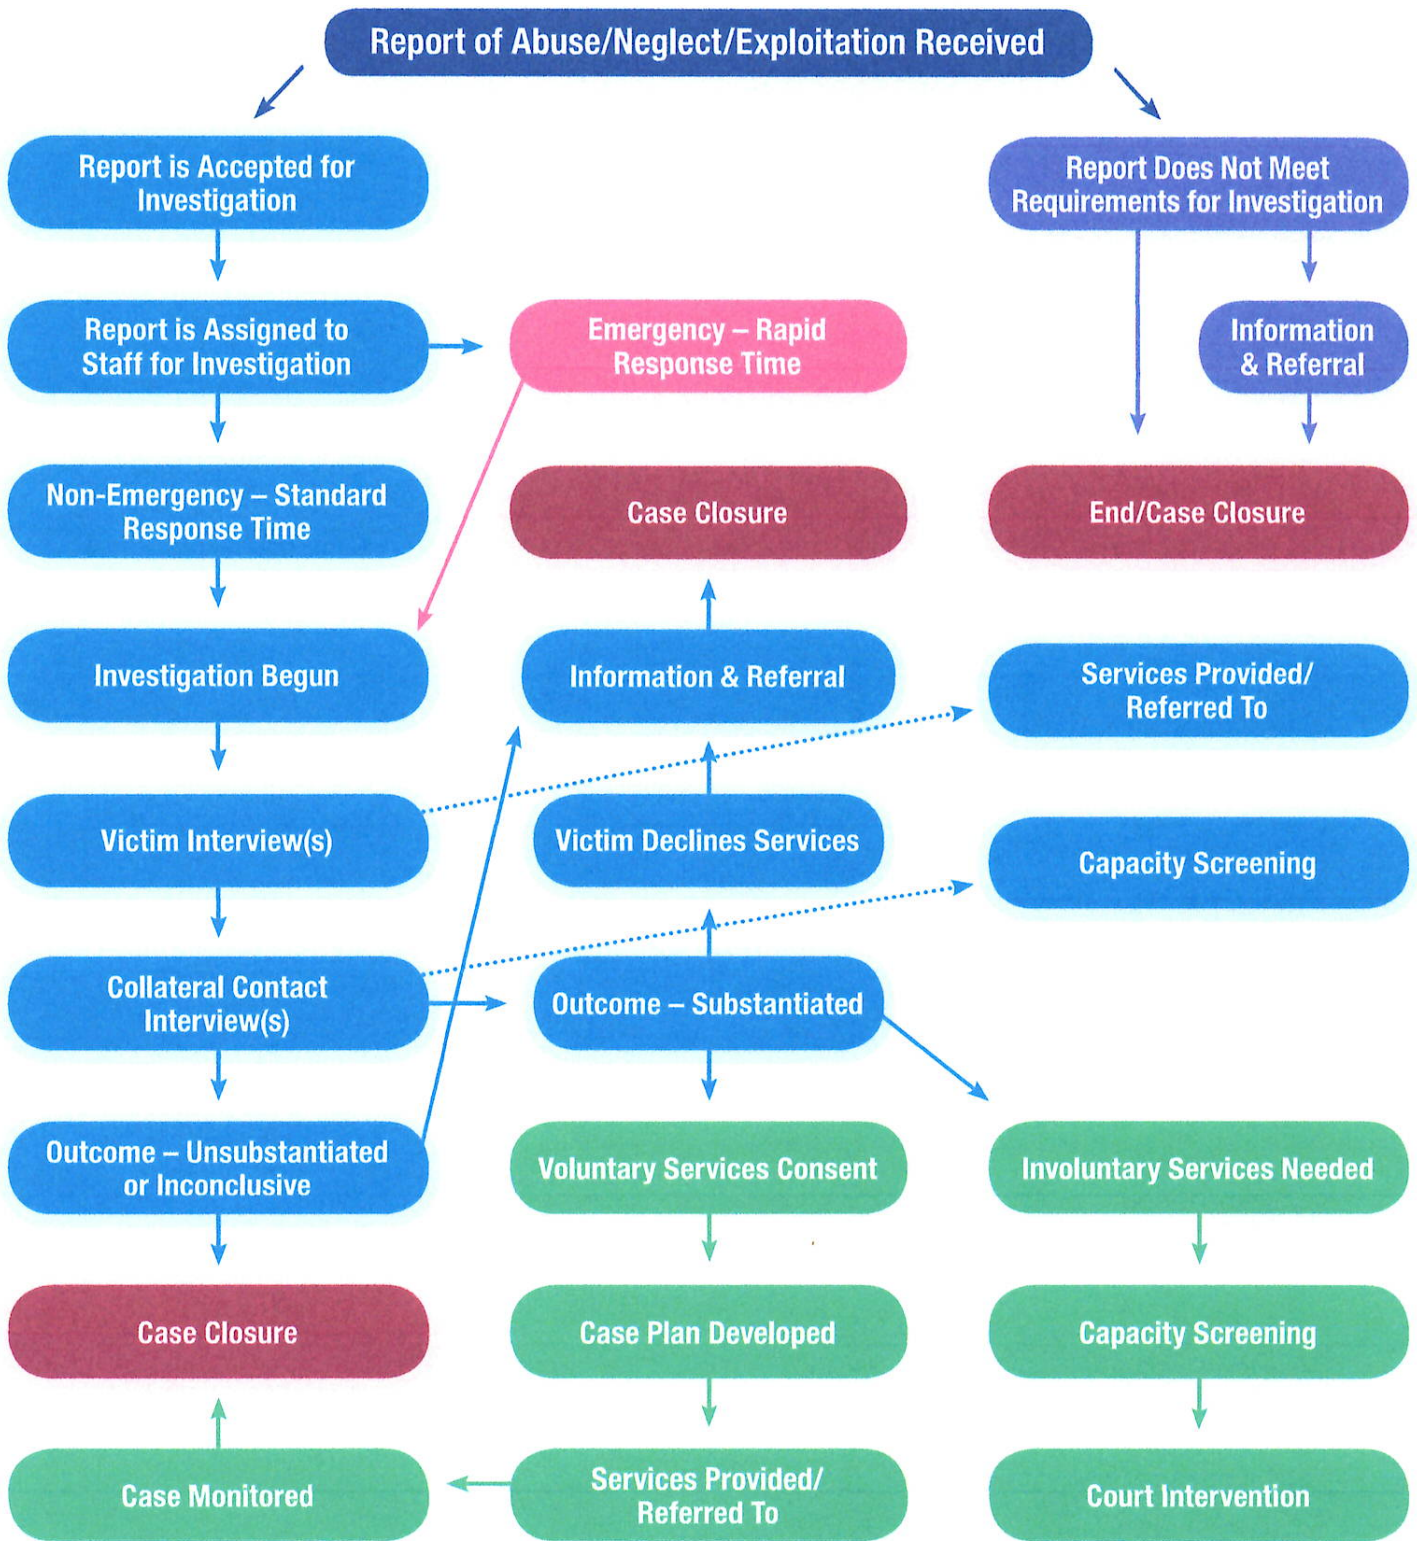 Report of Abuse/Neglect/Exploitation Received
Report is Accepted for
Investigation
Report Does Not Meet
Requirements for Investigation
Report is Assigned to
Staff for Investigation
Emergency – Rapid
Response Time
Information
& Referral
Non-Emergency – Standard
Response Time
Case Closure
End/Case Closure
Investigation Begun
Information & Referral
Services Provided/
Referred To
Victim Interview(s)
Victim Declines Services
Capacity Screening
Collateral Contact
Interview(s)
Outcome – Substantiated
Outcome – Unsubstantiated
or Inconclusive
Voluntary Services Consent
Involuntary Services Needed
Case Closure
Case Plan Developed
Capacity Screening
Case Monitored
Services Provided/
Referred To
Court Intervention